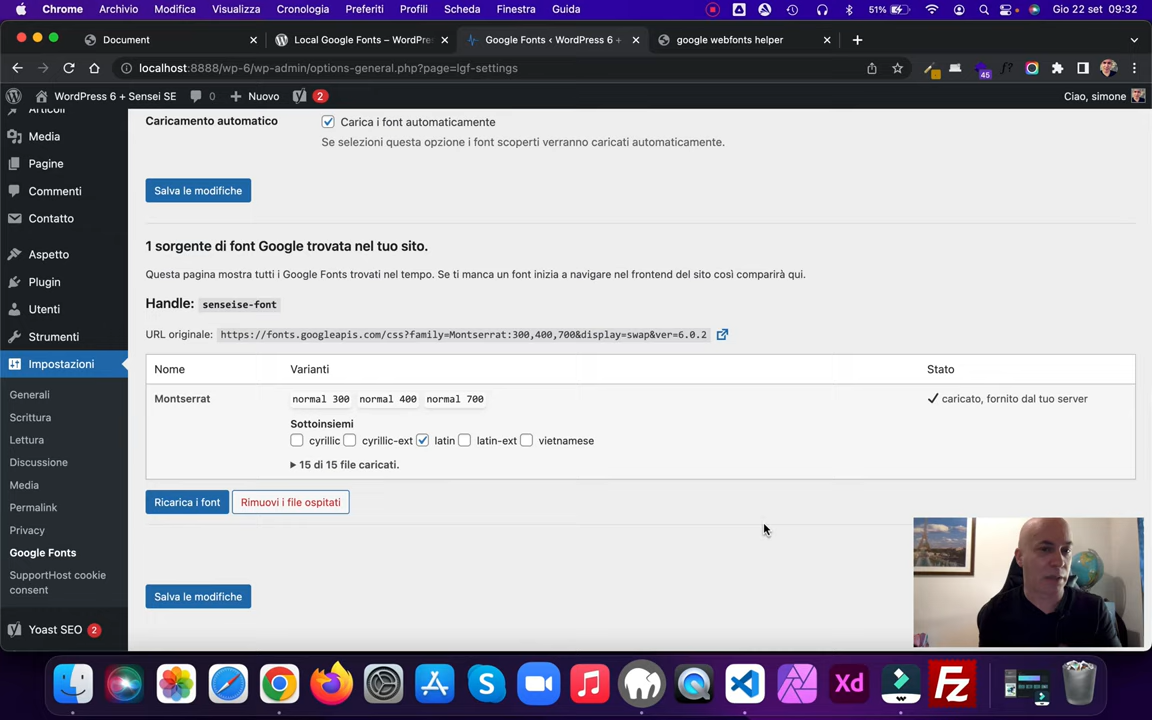 Chrome Archivio Modifica Visualizza Cronologia Preferiti Profili Scheda Finestra Guida 51% Gio 22 set 09:32
Document Local Google Fonts – WordPre Google Fonts ‹ WordPress 6 + google webfonts helper
localhost:8888/wp-6/wp-admin/options-general.php?page=lgf-settings 45
WordPress 6 + Sensei SE 0 Nuovo 2 Ciao, simone
Articoli
Media
Pagine
Commenti
Contatto
Aspetto
Plugin
Utenti
Strumenti
Impostazioni
Generali
Scrittura
Lettura
Discussione
Media
Permalink
Privacy
Google Fonts
SupportHost cookie
consent
Yoast SEO 2
Caricamento automatico Carica i font automaticamente
Se selezioni questa opzione i font scoperti verranno caricati automaticamente.
Salva le modifiche
1 sorgente di font Google trovata nel tuo sito.
Questa pagina mostra tutti i Google Fonts trovati nel tempo. Se ti manca un font inizia a navigare nel frontend del sito così comparirà qui.
Handle: senseise-font
URL originale: https://fonts.googleapis.com/css?family=Montserrat:300,400,700&display=swap&ver=6.0.2
Nome Varianti Stato
Montserrat normal 300 normal 400 normal 700 caricato, fornito dal tuo server
Sottoinsiemi
cyrillic cyrillic-ext latin latin-ext vietnamese
15 di 15 file caricati.
Ricarica i font Rimuovi i file ospitati
Salva le modifiche
Xd Fz